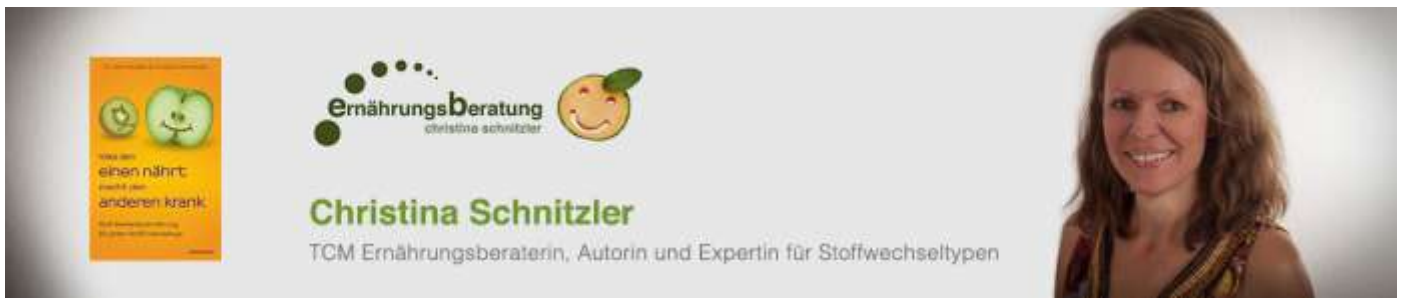 was den
einen nährt,
macht den
anderen krank
ernährungsBeratung
christina schnitzler
Christina Schnitzler
TCM Ernährungsberaterin, Autorin und Expertin für Stoffwechseltypen